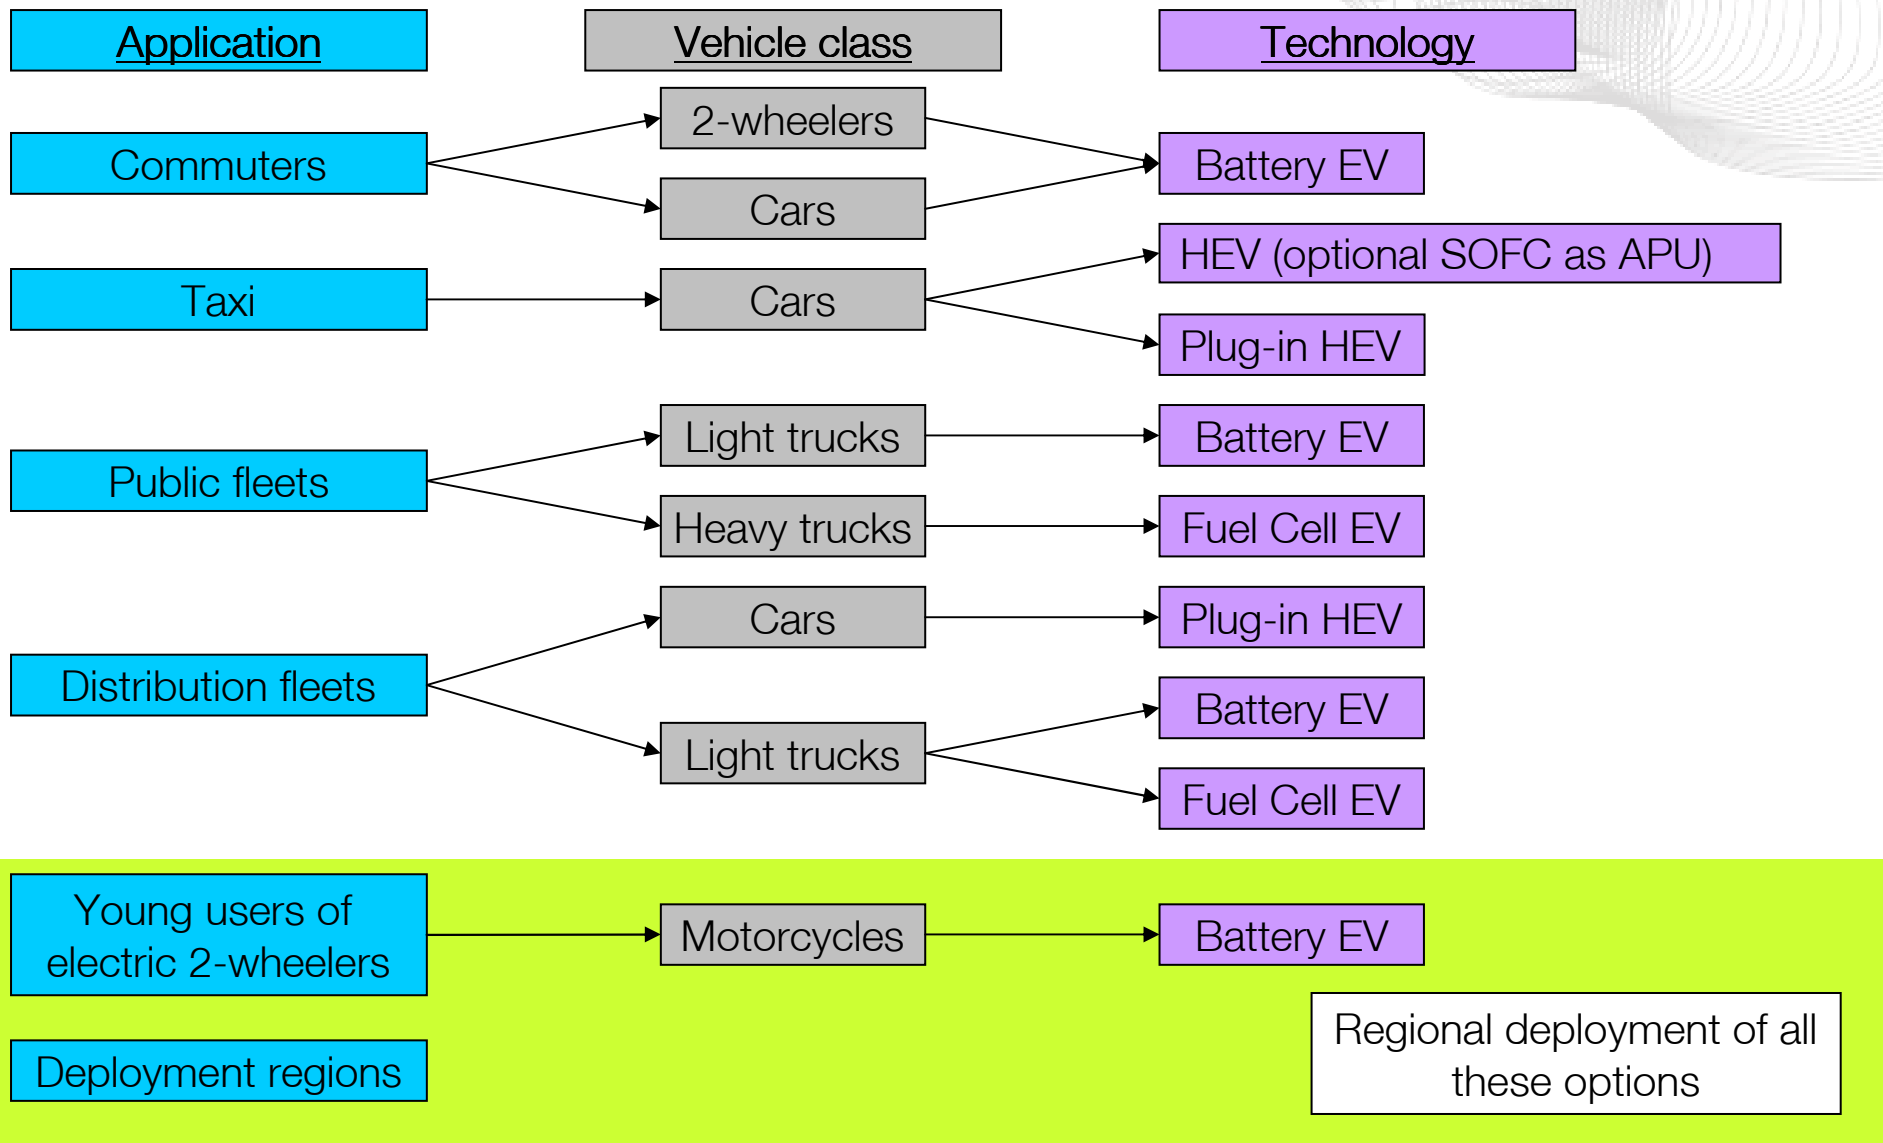 Application
Vehicle class
Technology
2-wheelers
Commuters
Battery EV
Cars
HEV (optional SOFC as APU)
Taxi
Cars
Plug-in HEV
Light trucks
Battery EV
Public fleets
Heavy trucks
Fuel Cell EV
Cars
Plug-in HEV
Distribution fleets
Battery EV
Light trucks
Fuel Cell EV
Young users of
electric 2-wheelers
Motorcycles
Battery EV
Regional deployment of all
these options
Deployment regions